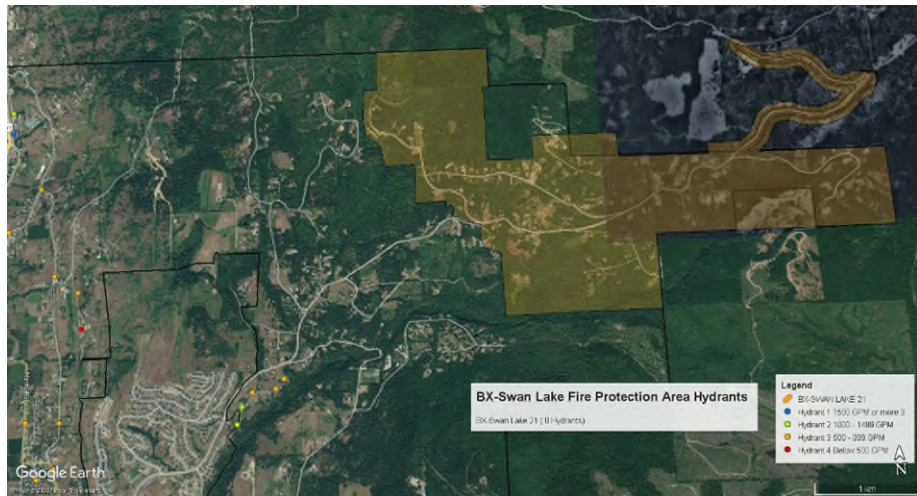 BX-Swan Lake Fire Protection Area Hydrants
BX-Swan Lake 21 ( 0 Hydrants)
Legend
BX-SWAN LAKE 21
Hydrant 1 1500 GPM or more 3
Hydrant 2 1000 - 1499 GPM
Hydrant 3 500 - 999 GPM
Hydrant 4 Below 500 GPM
N
Google Earth
1 km